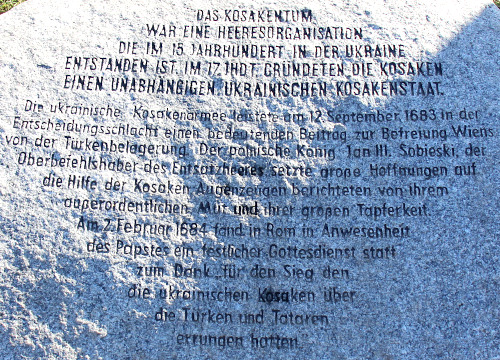 DAS KOSAKENTUM
WAR EINE HEERESORGANISATION
DIE IM 15. JAHRHUNDERT IN DER UKRAINE
ENTSTANDEN IST. IM 17. JHDT. GRÜNDETEN DIE KOSAKEN
EINEN UNABHÄNGIGEN UKRAINISCHEN KOSAKENSTAAT.
Die ukrainische Kosakenarmee leistete am 12. September 1683 in der
Entscheidungsschlacht einen bedeutenden Beitrag zur Befreiung Wiens
von der Türkenbelagerung. Der polnische König Jan III. Sobieski, der
Oberbefehlshaber des Entsatzheeres, setzte große Hoffnungen auf
die Hilfe der Kosaken. Augenzeugen berichteten von ihrem
außerordentlichen Mut und ihrer großen Tapferkeit.
Am 2. Februar 1684 fand in Rom in Anwesenheit
des Papstes ein festlicher Gottesdienst statt
zum Dank für den Sieg den
die ukrainischen Kosaken über
die Türken und Tataren
errungen hatten.